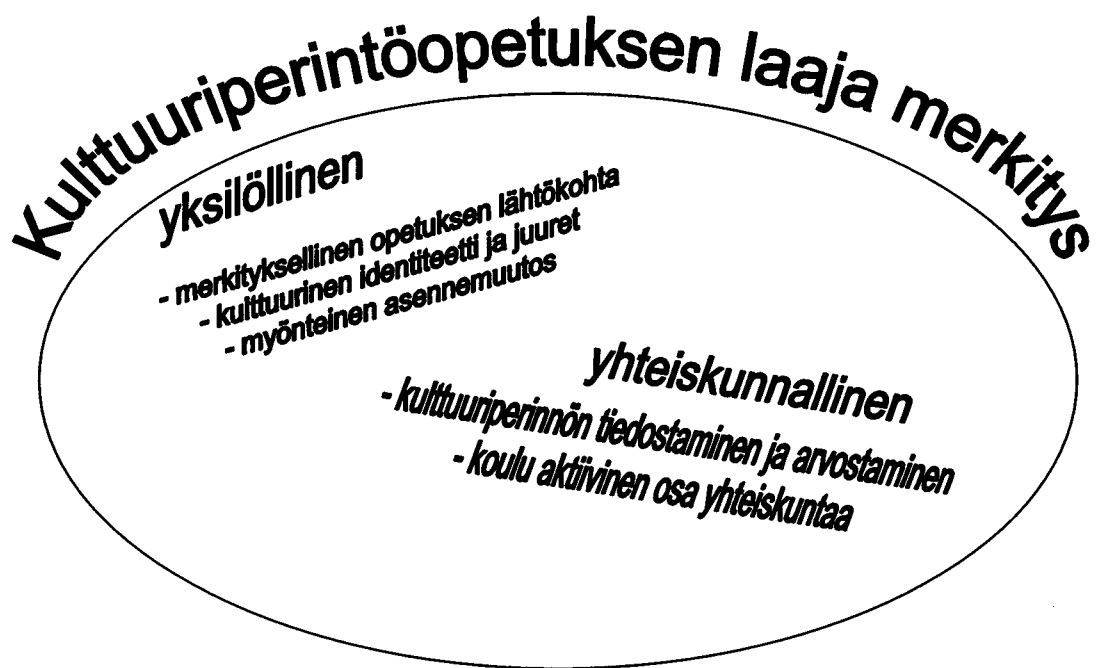 Kulttuuriperintöopetuksen laaja merkitys
yksilöllinen
- merkityksellinen opetuksen lähtökohta
- kulttuurinen identiteetti ja juuret
- myönteinen asennemuutos
yhteiskunnallinen
- kulttuuriperinnön tiedostaminen ja arvostaminen
- koulu aktiivinen osa yhteiskuntaa